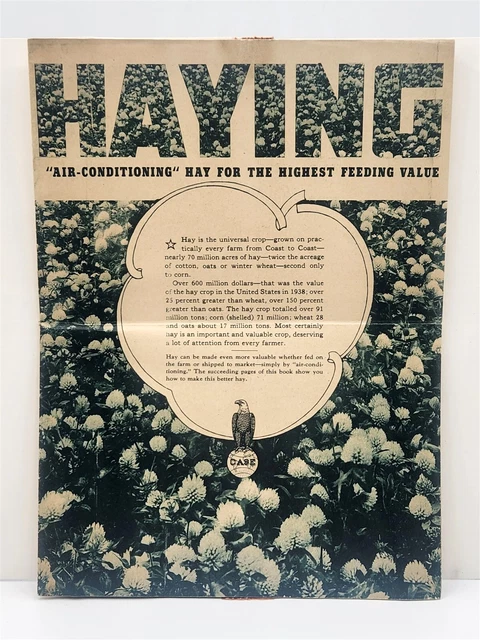 HAYING
"AIR-CONDITIONING" HAY FOR THE HIGHEST FEEDING VALUE
Hay is the universal crop—grown on prac-
tically every farm from Coast to Coast—
nearly 70 million acres of hay—twice the acreage
of cotton, oats or winter wheat—second only
to corn.
Over 600 million dollars—that was the value
of the hay crop in the United States in 1938; over
25 percent greater than wheat, over 150 percent
greater than oats. The hay crop totalled over 91
million tons; corn (shelled) 71 million; wheat 28
and oats about 17 million tons. Most certainly
hay is an important and valuable crop, deserving
a lot of attention from every farmer.
Hay can be made even more valuable whether fed on
the farm or shipped to market—simply by "air-condi-
tioning." The succeeding pages of this book show you
how to make this better hay.
CASE